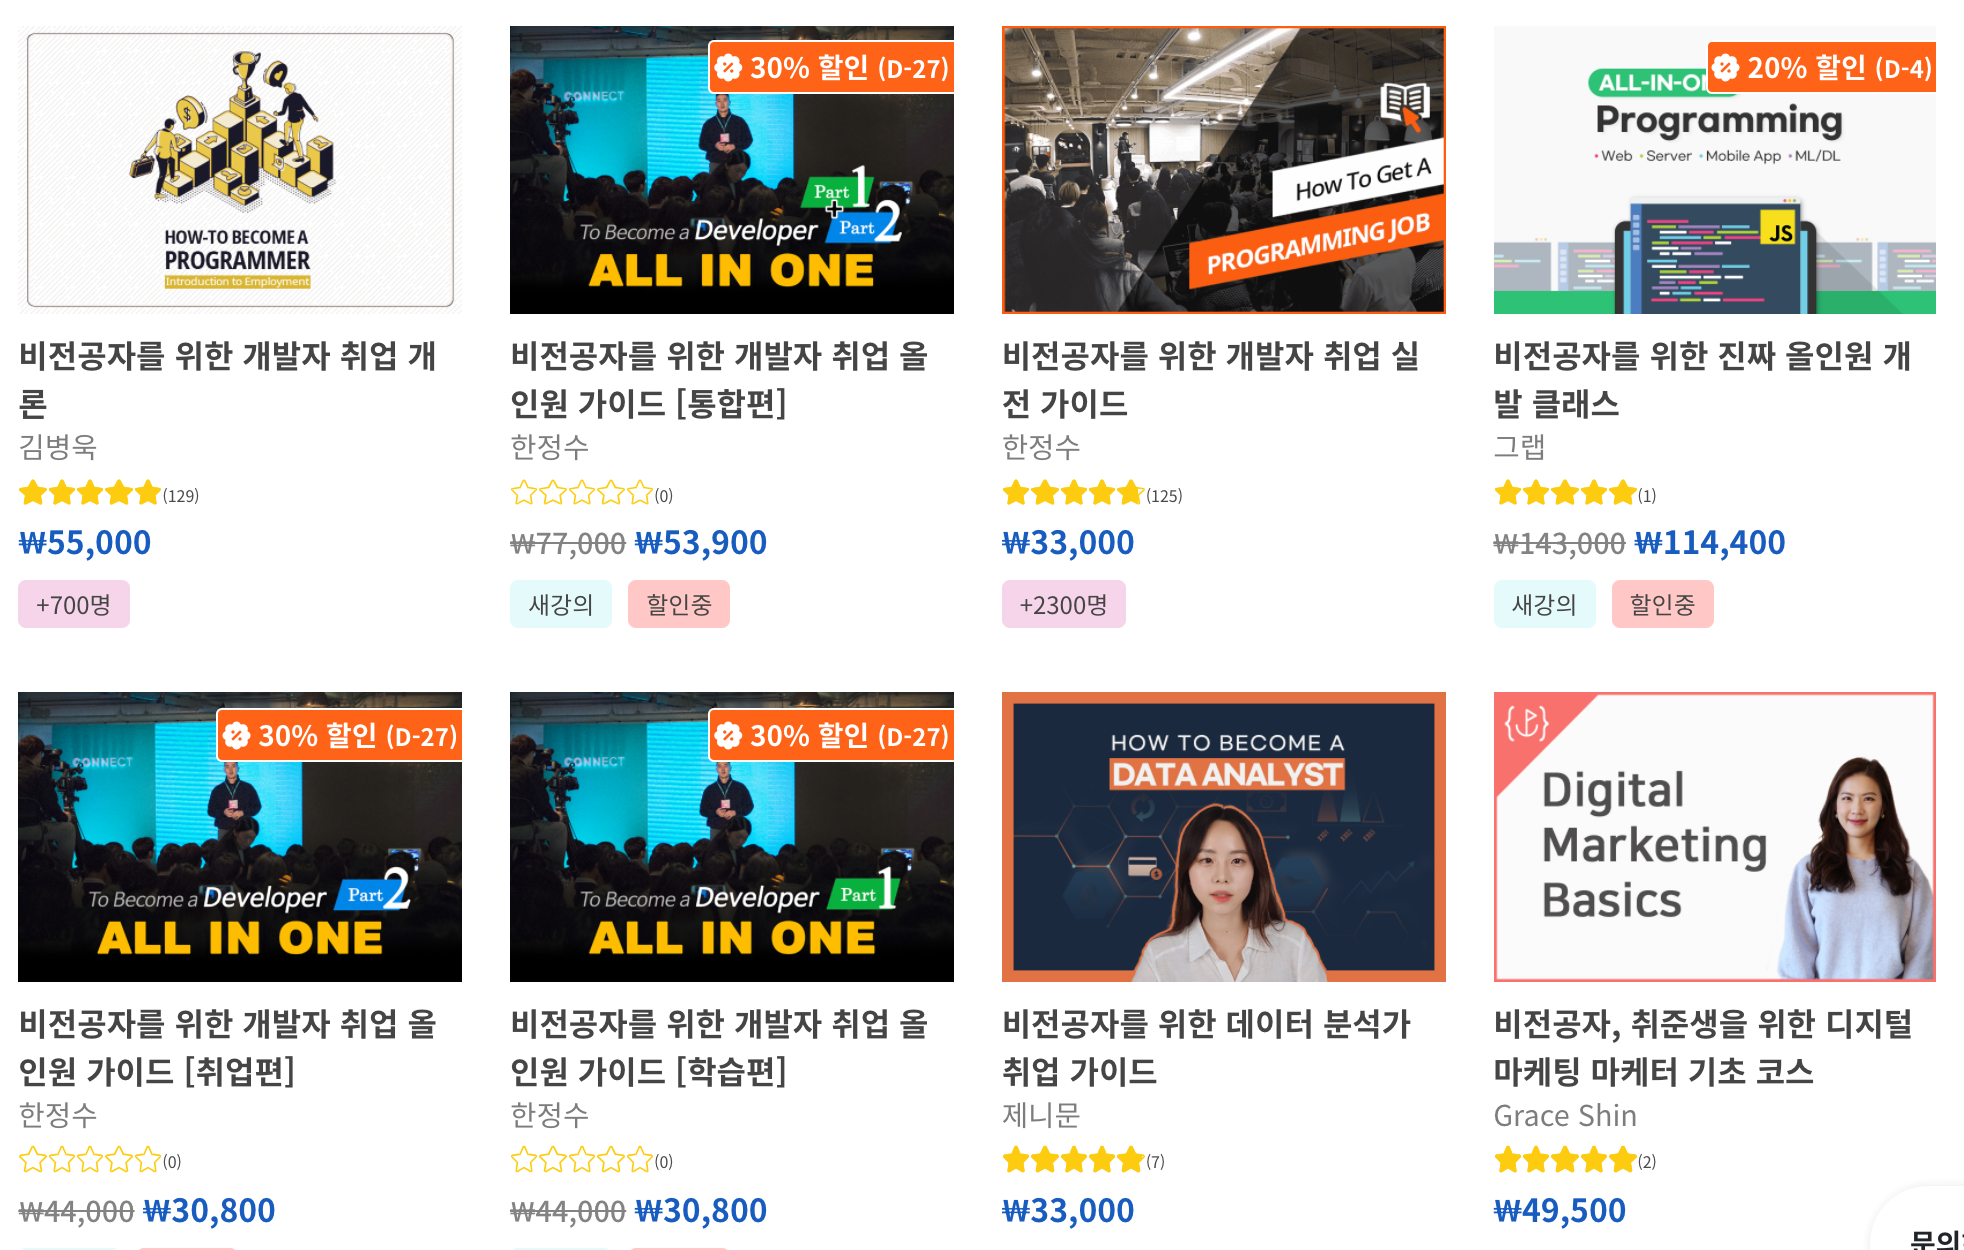 HOW-TO BECOME A
PROGRAMMER
Introduction to Employment
비전공자를 위한 개발자 취업 개
론
김병욱
(129)
₩55,000
+700명
30% 할인 (D-27)
CONNECT
Part 1
+
To Become a Developer Part 2
ALL IN ONE
비전공자를 위한 개발자 취업 올
인원 가이드 [통합편]
한정수
(0)
₩77,000 ₩53,900
새강의 할인중
How To Get A
PROGRAMMING JOB
비전공자를 위한 개발자 취업 실
전 가이드
한정수
(125)
₩33,000
+2300명
20% 할인 (D-4)
ALL-IN-O
Programming
•Web •Server •Mobile App •ML/DL
JS
비전공자를 위한 진짜 올인원 개
발 클래스
그랩
(1)
₩143,000 ₩114,400
새강의 할인중
30% 할인 (D-27)
CONNECT
To Become a Developer Part 2
ALL IN ONE
비전공자를 위한 개발자 취업 올
인원 가이드 [취업편]
한정수
(0)
₩44,000 ₩30,800
30% 할인 (D-27)
CONNECT
To Become a Developer Part 1
ALL IN ONE
비전공자를 위한 개발자 취업 올
인원 가이드 [학습편]
한정수
(0)
₩44,000 ₩30,800
HOW TO BECOME A
DATA ANALYST
비전공자를 위한 데이터 분석가
취업 가이드
제니문
(7)
₩33,000
Digital
Marketing
Basics
비전공자, 취준생을 위한 디지털
마케팅 마케터 기초 코스
Grace Shin
(2)
₩49,500
문의